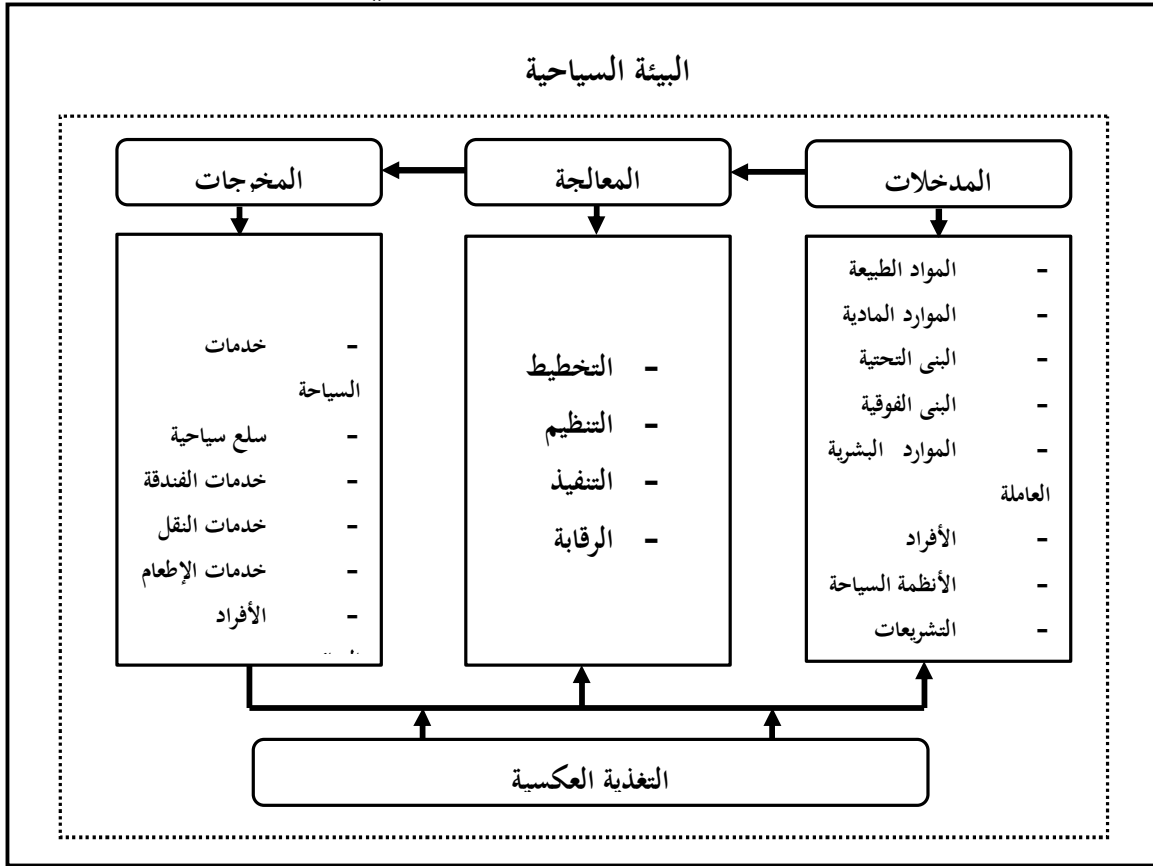 البيئة السياحية
المدخلات
المعالجة
المخرجات
- المواد الطبيعة
- الموارد المادية
- البنى التحتية
- البنى الفوقية
- الموارد البشرية
العاملة
- الأفراد
- الأنظمة السياحة
- التشريعات
- التخطيط
- التنظيم
- التنفيذ
- الرقابة
- خدمات
السياحة
- سلع سياحية
- خدمات الفندقة
- خدمات النقل
- خدمات الإطعام
- الأفراد
التغذية العكسية